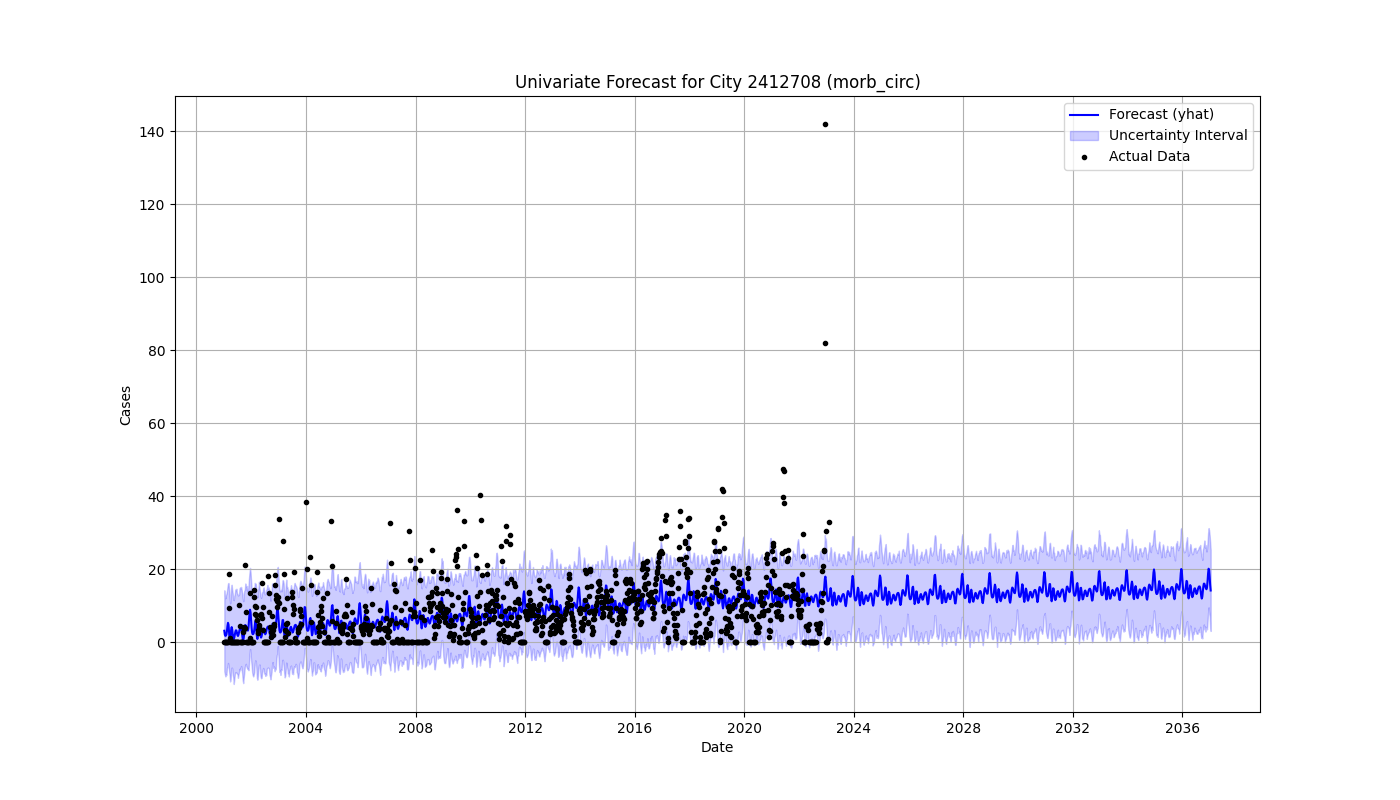 Univariate Forecast for City 2412708 (morb_circ)
Forecast (yhat)
Uncertainty Interval
Actual Data
Cases
140
120
100
80
60
40
20
0
2000 2004 2008 2012 2016 2020 2024 2028 2032 2036
Date